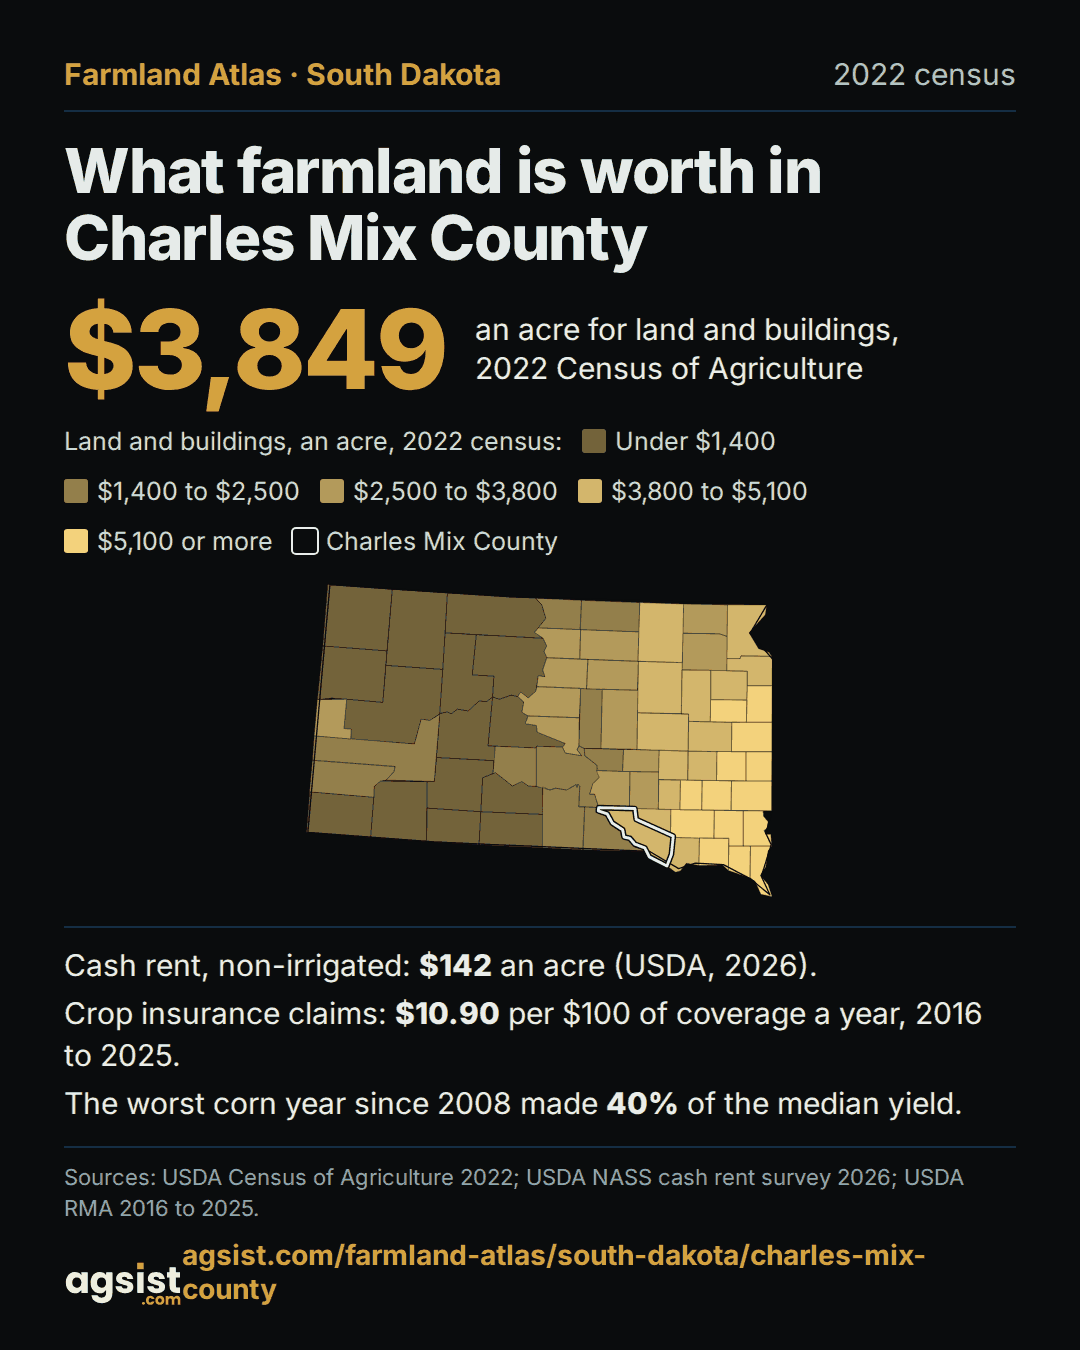 Farmland Atlas · South Dakota
2022 census
What farmland is worth in
Charles Mix County
$3,849
an acre for land and buildings,
2022 Census of Agriculture
Land and buildings, an acre, 2022 census: Under $1,400
$1,400 to $2,500 $2,500 to $3,800 $3,800 to $5,100
$5,100 or more Charles Mix County
Cash rent, non-irrigated: $142 an acre (USDA, 2026).
Crop insurance claims: $10.90 per $100 of coverage a year, 2016
to 2025.
The worst corn year since 2008 made 40% of the median yield.
Sources: USDA Census of Agriculture 2022; USDA NASS cash rent survey 2026; USDA
RMA 2016 to 2025.
agsist
.com
agsist.com/farmland-atlas/south-dakota/charles-mix-
county